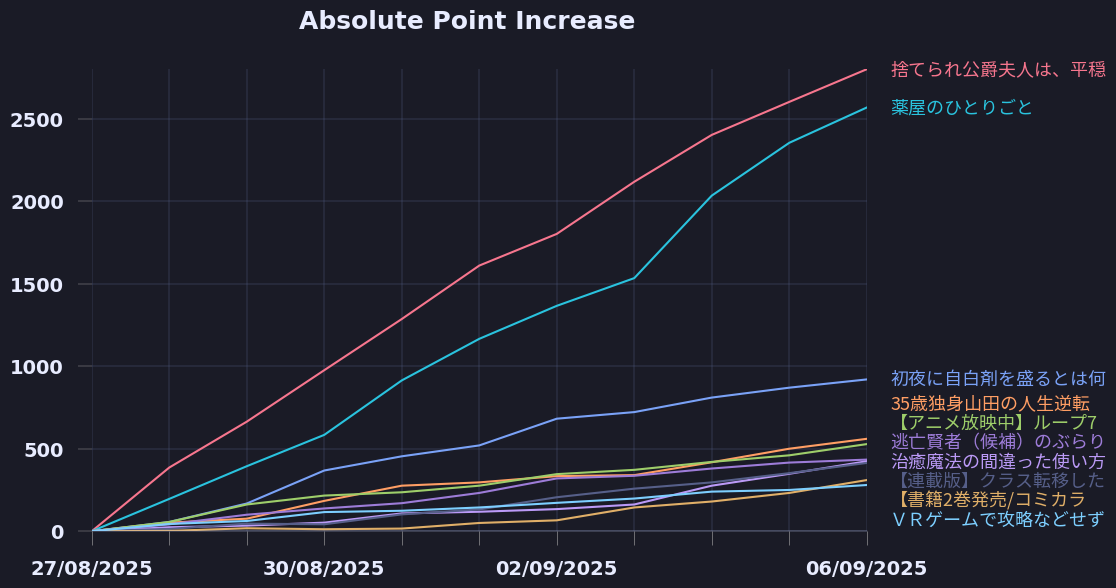 Absolute Point Increase
捨てられ公爵夫人は、平穏
薬屋のひとりごと
2500
2000
1500
1000
初夜に自白剤を盛るとは何
35歳独身山田の人生逆転
【アニメ放映中】ループ7
500
逃亡賢者（候補）のぶらり
治癒魔法の間違った使い方
【連載版】クラス転移した
【書籍2巻発売/コミカラ
ＶＲゲームで攻略などせず
0
27/08/2025
30/08/2025
02/09/2025
06/09/2025